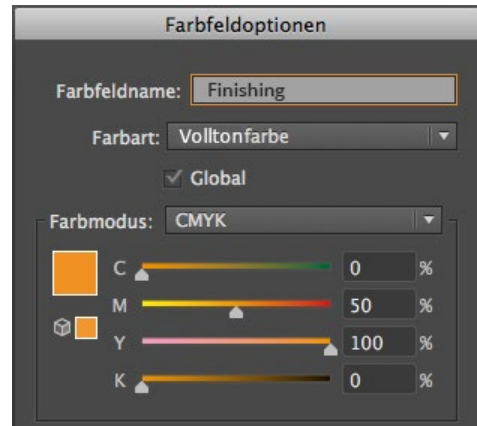 Farbfeldoptionen
Farbfeldname: Finishing
Farbart: Volltonfarbe
Global
Farbmodus: CMYK
C 0 %
M 50 %
Y 100 %
K 0 %